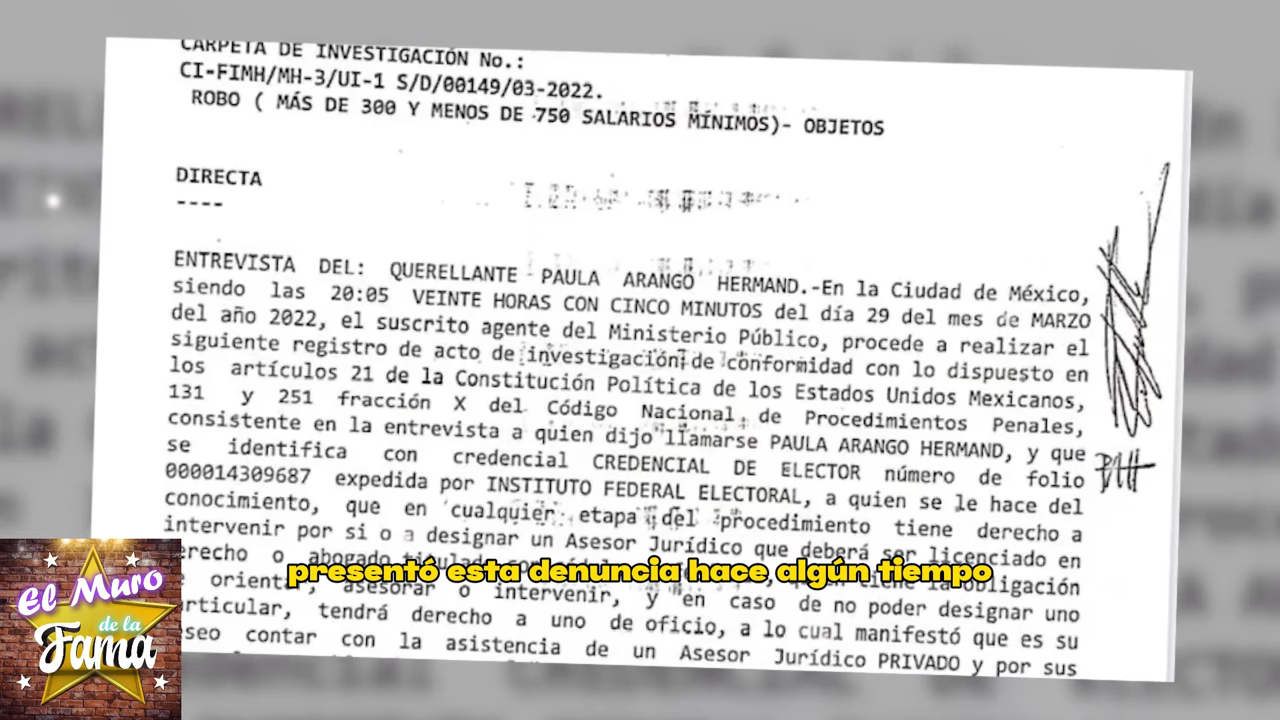 CARPETA DE INVESTIGACIÓN No.:
CI-FIMH/MH-3/UI-1 S/D/00149/03-2022.
ROBO ( MÁS DE 300 Y MENOS DE 750 SALARIOS MÍNIMOS)- OBJETOS
DIRECTA
----
ENTREVISTA DEL: QUERELLANTE PAULA ARANGO HERMAND.-En la Ciudad de México,
siendo las 20:05 VEINTE HORAS CON CINCO MINUTOS del día 29 del mes de MARZO
del año 2022, el suscrito agente del Ministerio Público, procede a realizar el
siguiente registro de acto de investigación de conformidad con lo dispuesto en
los artículos 21 de la Constitución Política de los Estados Unidos Mexicanos,
131 y 251 fracción X del Código Nacional de Procedimientos Penales,
consistente en la entrevista a quien dijo llamarse PAULA ARANGO HERMAND, y que
se identifica con credencial CREDENCIAL DE ELECTOR número de folio
000014309687 expedida por INSTITUTO FEDERAL ELECTORAL, a quien se le hace del
conocimiento, que en cualquier etapa del procedimiento tiene derecho a
intervenir por si o a designar un Asesor Jurídico que deberá ser licenciado en
erecho o abogado la obligación
orient asesorar o intervenir, y en caso de no poder designar uno
articular, tendrá derecho a uno de oficio, a lo cual manifestó que es su
seo contar con la asistencia de un Asesor Jurídico PRIVADO y por sus
presentó esta denuncia hace algún tiempo
El Muro
de la
Fama